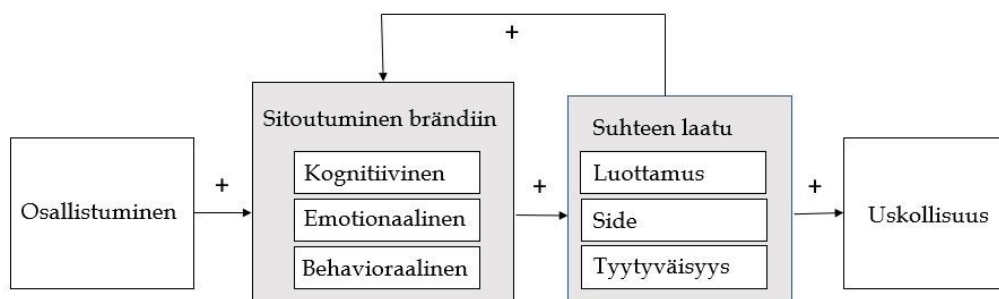 +
Sitoutuminen brändiin
Suhteen laatu
Osallistuminen
+
Kognitiivinen
Emotionaalinen
Behavioraalinen
+
Luottamus
Side
Tyytyväisyys
+
Uskollisuus